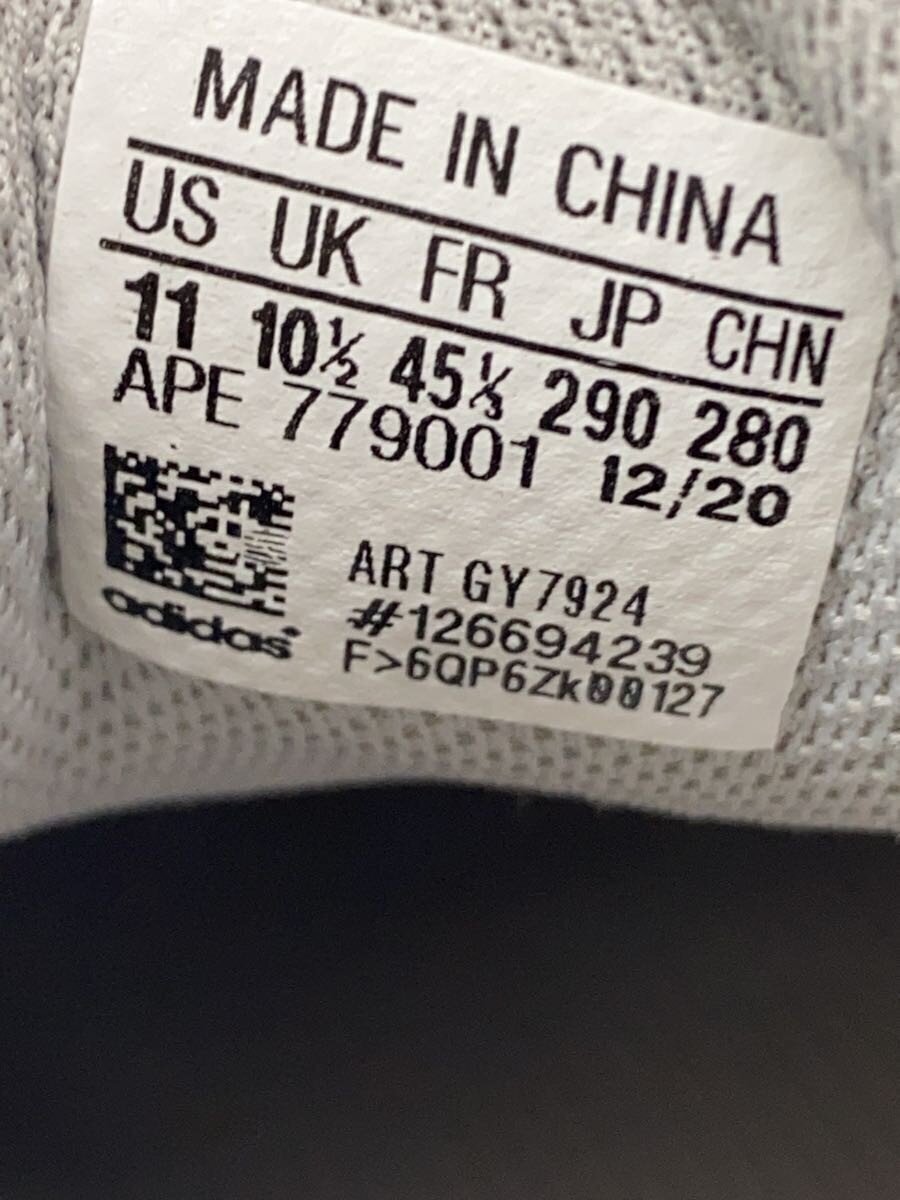 MADE IN CHINA
US UK FR JP CHN
11 10½ 45⅓ 290 280
APE 779001 12/20
ART GY7924
#126694239
F>6QP6Zk00127
adidas